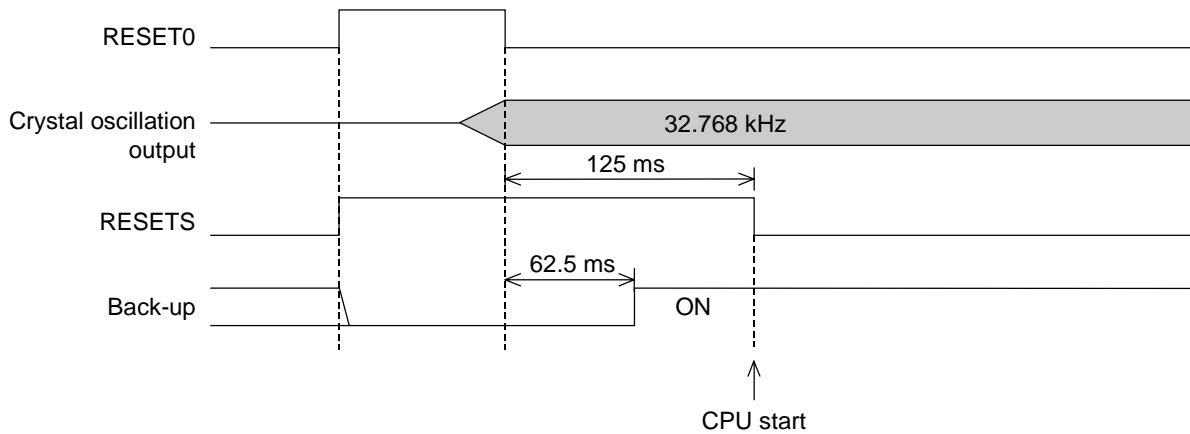 RESET0
Crystal oscillation
output
32.768 kHz
125 ms
RESETS
62.5 ms
Back-up
ON
CPU start